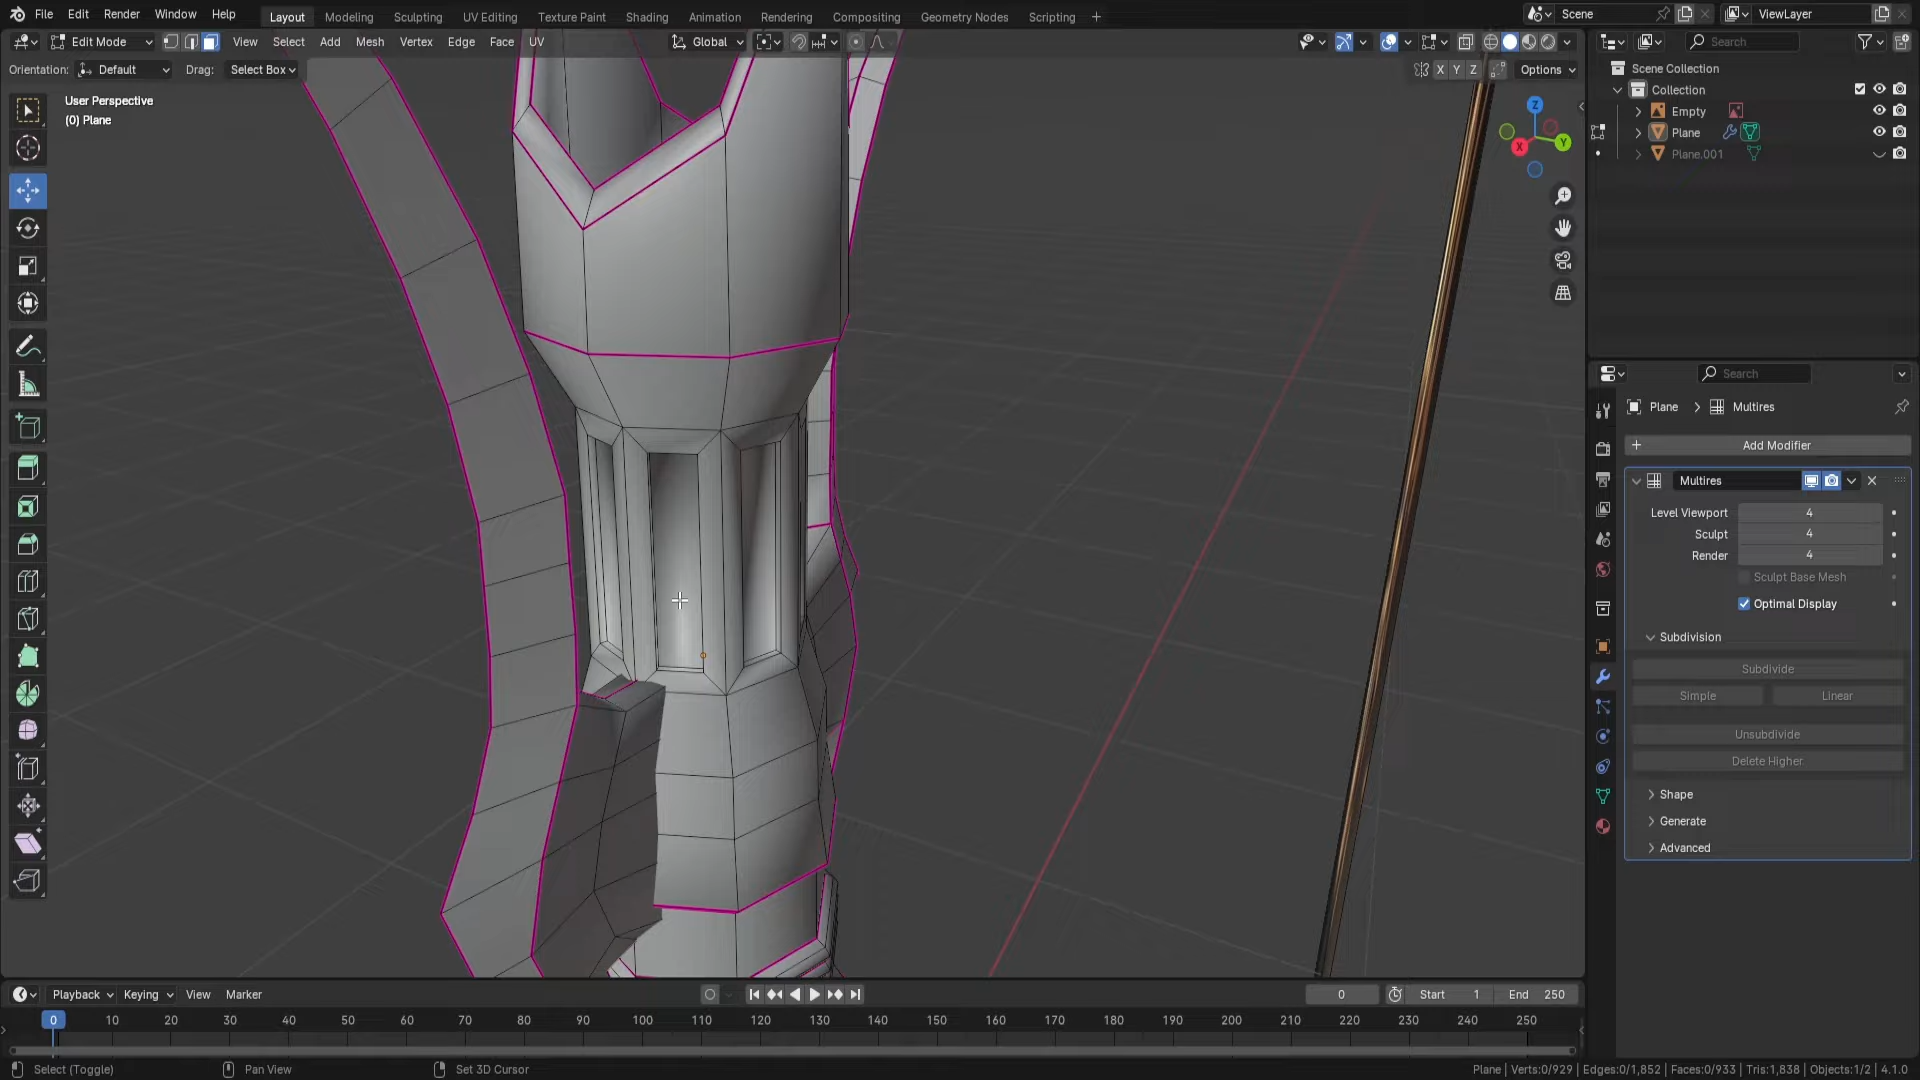 File Edit Render Window Help Layout Modeling Sculpting UV Editing Texture Paint Shading Animation Rendering Compositing Geometry Nodes Scripting + Scene ViewLayer
Edit Mode View Select Add Mesh Vertex Edge Face UV Global Search
Orientation: Default Drag: Select Box X Y Z Options
Scene Collection
Collection
Empty
Plane
Plane.001
User Perspective
(0) Plane
Z
Y
X
Search
Plane > Multires
+ Add Modifier
Multires
Level Viewport 4
Sculpt 4
Render 4
Sculpt Base Mesh
Optimal Display
Subdivision
Subdivide
Simple Linear
Unsubdivide
Delete Higher
Shape
Generate
Advanced
Playback Keying View Marker 0 Start 1 End 250
0 10 20 30 40 50 60 70 80 90 100 110 120 130 140 150 160 170 180 190 200 210 220 230 240 250
Select (Toggle) Pan View Set 3D Cursor Plane | Verts:0/929 | Edges:0/1,852 | Faces:0/933 | Tris:1,838 | Objects:1/2 | 4.1.0